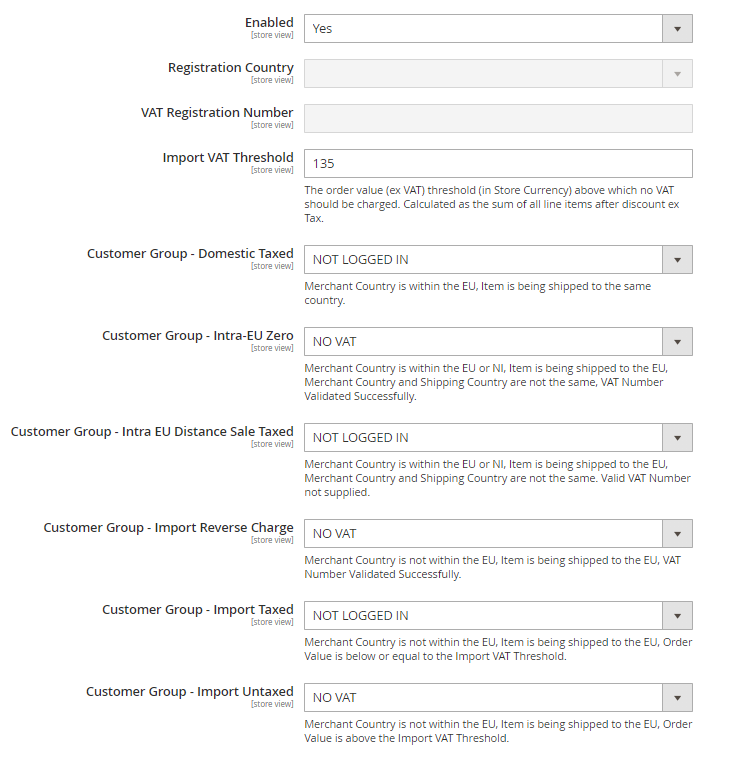 Enabled
[store view]
Yes
Registration Country
[store view]
VAT Registration Number
[store view]
Import VAT Threshold
[store view]
135
The order value (ex VAT) threshold (in Store Currency) above which no VAT
should be charged. Calculated as the sum of all line items after discount ex
Tax.
Customer Group - Domestic Taxed
[store view]
NOT LOGGED IN
Merchant Country is within the EU, Item is being shipped to the same
country.
Customer Group - Intra-EU Zero
[store view]
NO VAT
Merchant Country is within the EU or NI, Item is being shipped to the EU,
Merchant Country and Shipping Country are not the same, VAT Number
Validated Successfully.
Customer Group - Intra EU Distance Sale Taxed
[store view]
NOT LOGGED IN
Merchant Country is within the EU or NI, Item is being shipped to the EU,
Merchant Country and Shipping Country are not the same. Valid VAT Number
not supplied.
Customer Group - Import Reverse Charge
[store view]
NO VAT
Merchant Country is not within the EU, Item is being shipped to the EU, VAT
Number Validated Successfully.
Customer Group - Import Taxed
[store view]
NOT LOGGED IN
Merchant Country is not within the EU, Item is being shipped to the EU, Order
Value is below or equal to the Import VAT Threshold.
Customer Group - Import Untaxed
[store view]
NO VAT
Merchant Country is not within the EU, Item is being shipped to the EU, Order
Value is above the Import VAT Threshold.